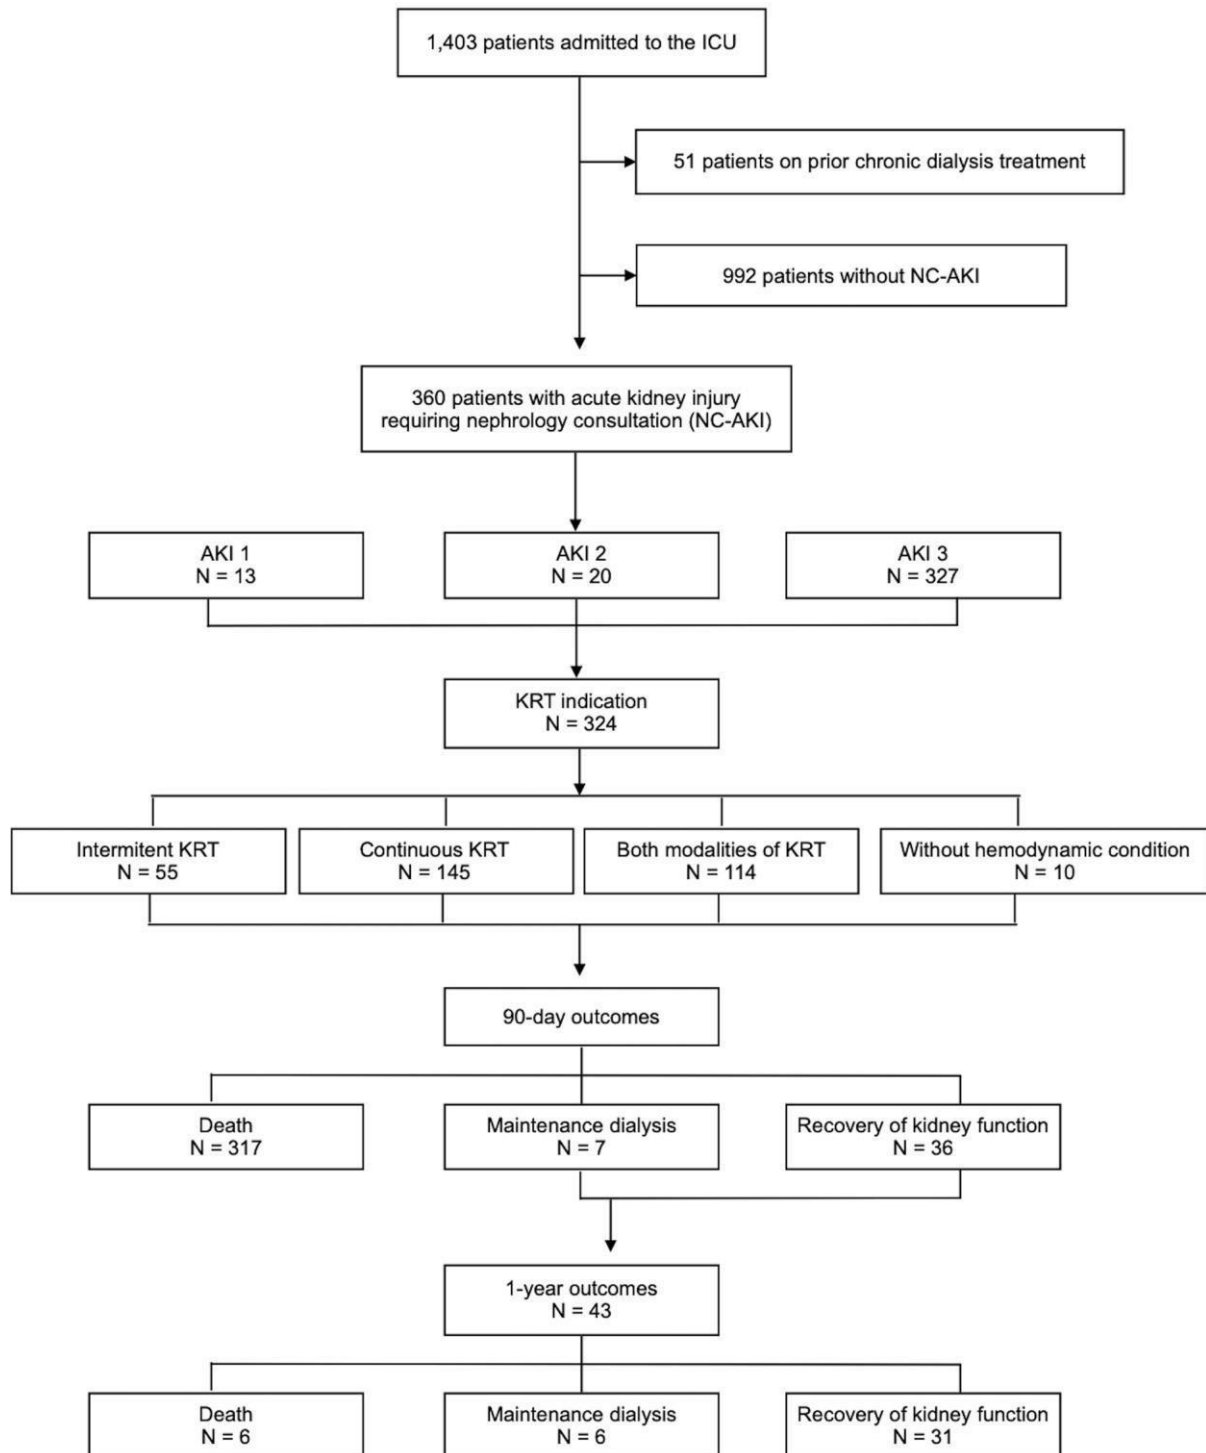 1,403 patients admitted to the ICU
51 patients on prior chronic dialysis treatment
992 patients without NC-AKI
360 patients with acute kidney injury
requiring nephrology consultation (NC-AKI)
AKI 1
N = 13
AKI 2
N = 20
AKI 3
N = 327
KRT indication
N = 324
Intermitent KRT
N = 55
Continuous KRT
N = 145
Both modalities of KRT
N = 114
Without hemodynamic condition
N = 10
90-day outcomes
Death
N = 317
Maintenance dialysis
N = 7
Recovery of kidney function
N = 36
1-year outcomes
N = 43
Death
N = 6
Maintenance dialysis
N = 6
Recovery of kidney function
N = 31